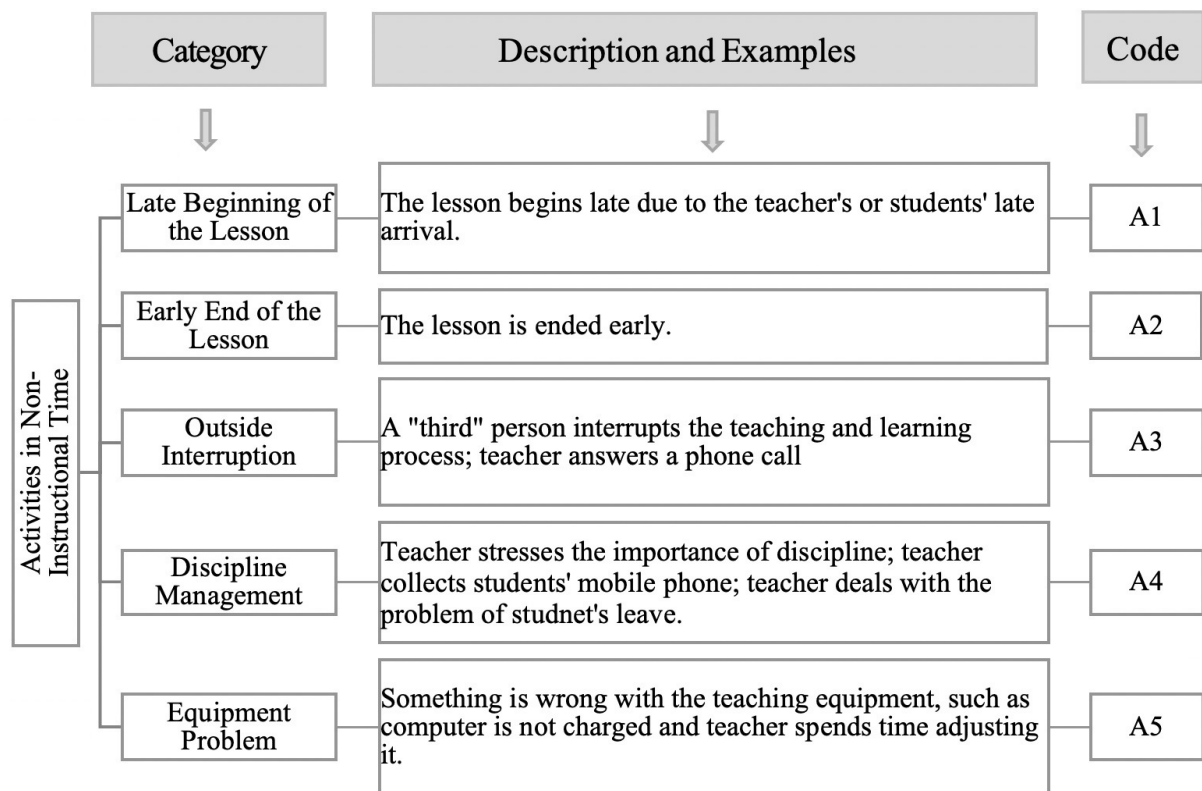 Category
Description and Examples
Code
Activities in Non-
Instructional Time
Late Beginning of
the Lesson
The lesson begins late due to the teacher's or students' late
arrival.
A1
Early End of the
Lesson
The lesson is ended early.
A2
Outside
Interruption
A "third" person interrupts the teaching and learning
process; teacher answers a phone call
A3
Discipline
Management
Teacher stresses the importance of discipline; teacher
collects students' mobile phone; teacher deals with the
problem of studnet's leave.
A4
Equipment
Problem
Something is wrong with the teaching equipment, such as
computer is not charged and teacher spends time adjusting
it.
A5